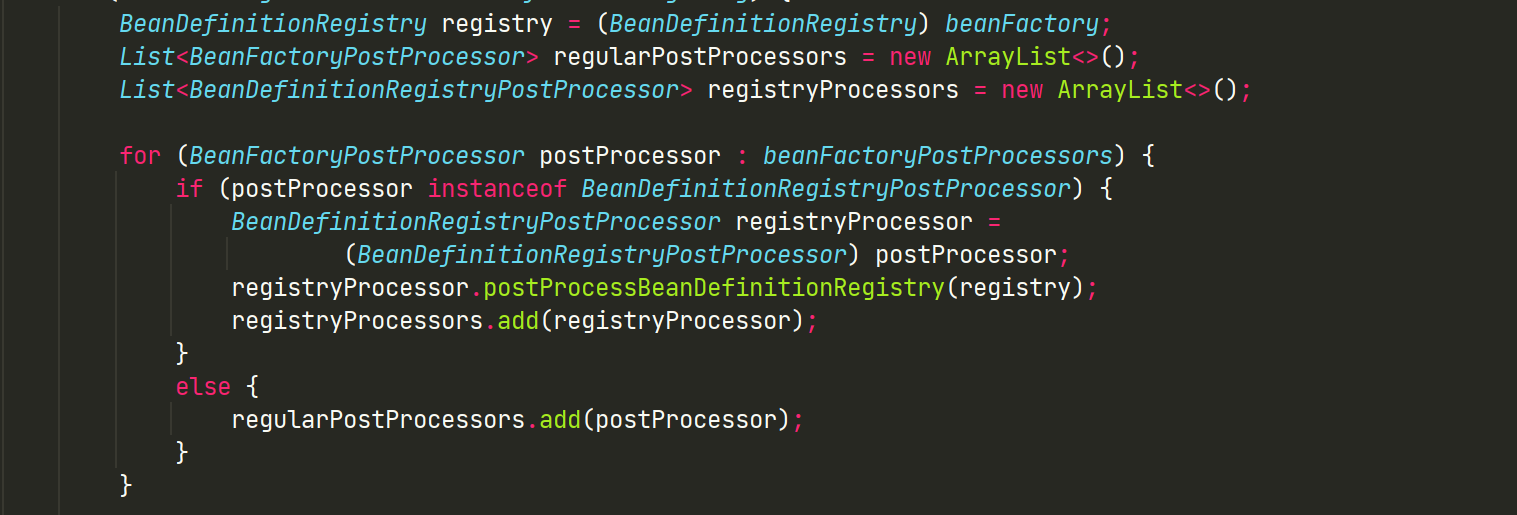 BeanDefinitionRegistry registry = (BeanDefinitionRegistry) beanFactory;
List<BeanFactoryPostProcessor> regularPostProcessors = new ArrayList<>();
List<BeanDefinitionRegistryPostProcessor> registryProcessors = new ArrayList<>();
for (BeanFactoryPostProcessor postProcessor : beanFactoryPostProcessors) {
if (postProcessor instanceof BeanDefinitionRegistryPostProcessor) {
BeanDefinitionRegistryPostProcessor registryProcessor =
(BeanDefinitionRegistryPostProcessor) postProcessor;
registryProcessor.postProcessBeanDefinitionRegistry(registry);
registryProcessors.add(registryProcessor);
}
else {
regularPostProcessors.add(postProcessor);
}
}